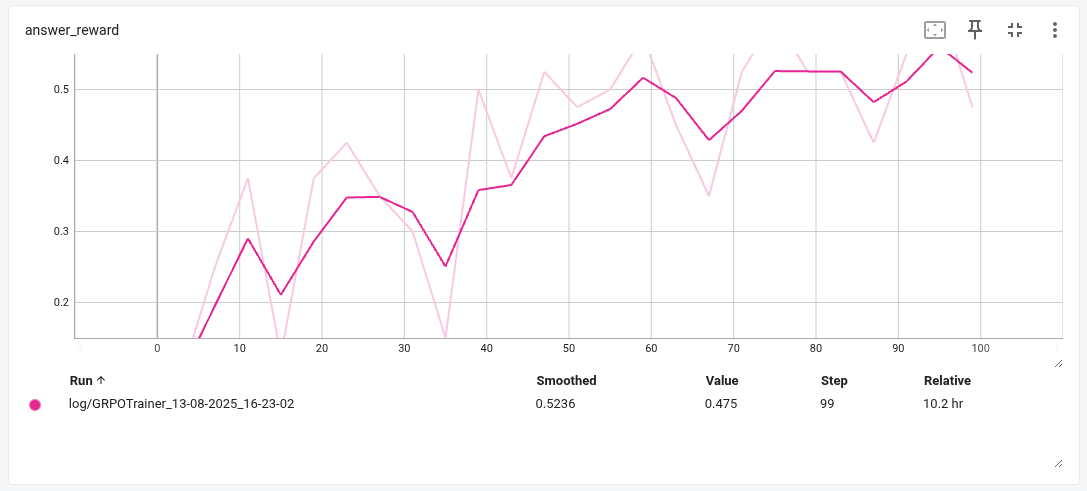 answer_reward
0.5
0.4
0.3
0.2
0 10 20 30 40 50 60 70 80 90 100
Run ↑ Smoothed Value Step Relative
log/GRPOTrainer_13-08-2025_16-23-02 0.5236 0.475 99 10.2 hr